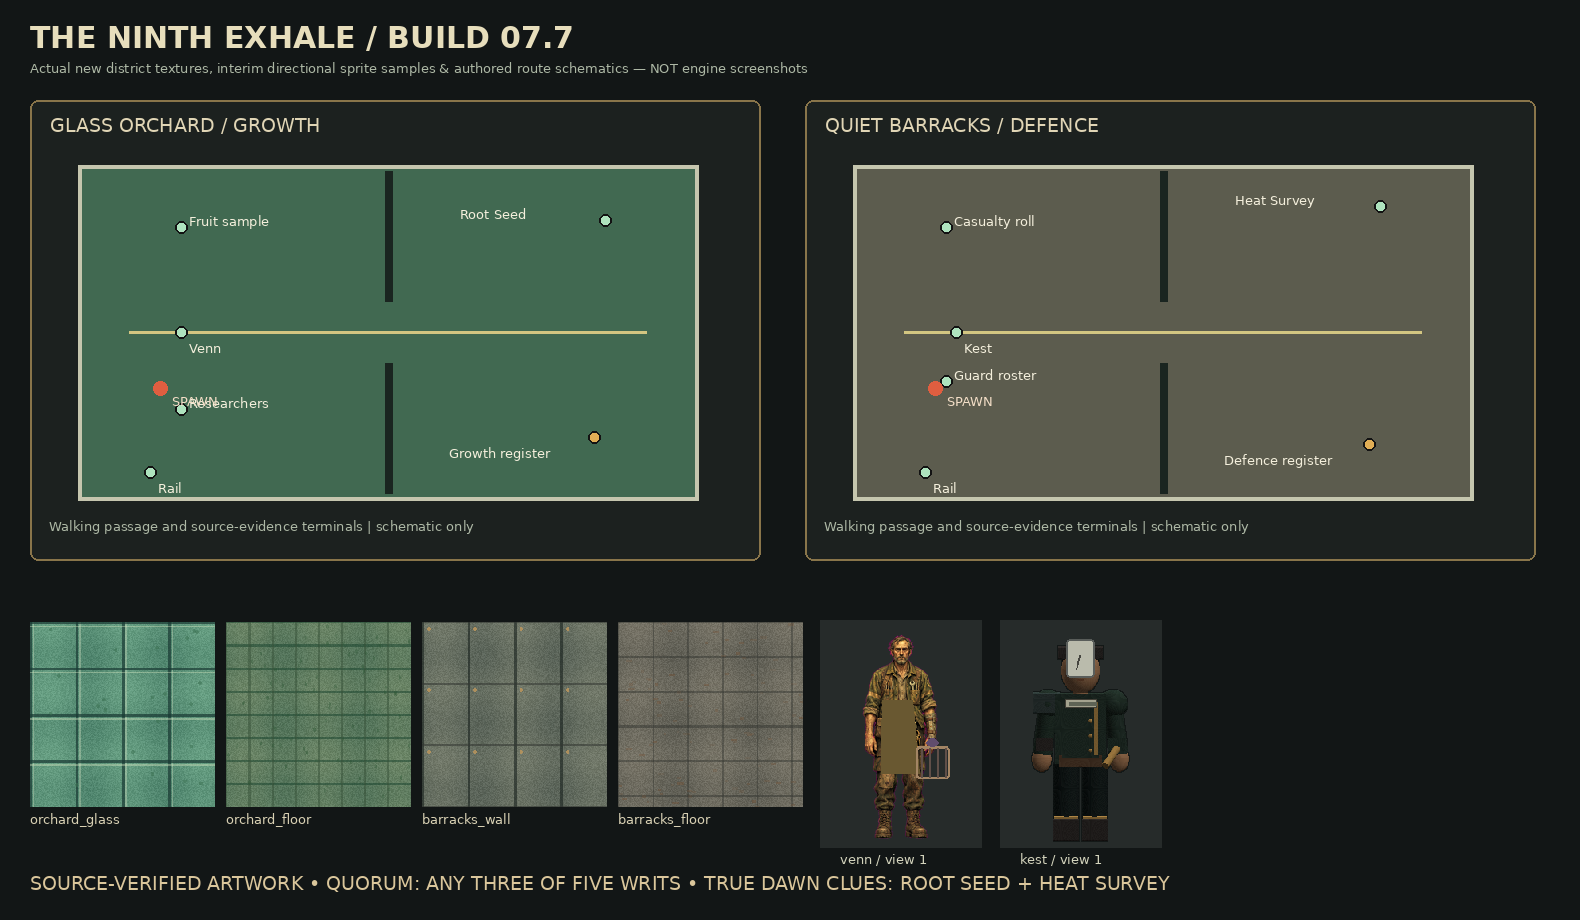 THE NINTH EXHALE / BUILD 07.7
Actual new district textures, interim directional sprite samples & authored route schematics — NOT engine screenshots
GLASS ORCHARD / GROWTH
Fruit sample
Root Seed
Venn
SPAWN
Researchers
Growth register
Rail
Walking passage and source-evidence terminals | schematic only
QUIET BARRACKS / DEFENCE
Casualty roll
Heat Survey
Kest
Guard roster
SPAWN
Defence register
Rail
Walking passage and source-evidence terminals | schematic only
orchard_glass
orchard_floor
barracks_wall
barracks_floor
venn / view 1
kest / view 1
SOURCE-VERIFIED ARTWORK • QUORUM: ANY THREE OF FIVE WRITS • TRUE DAWN CLUES: ROOT SEED + HEAT SURVEY